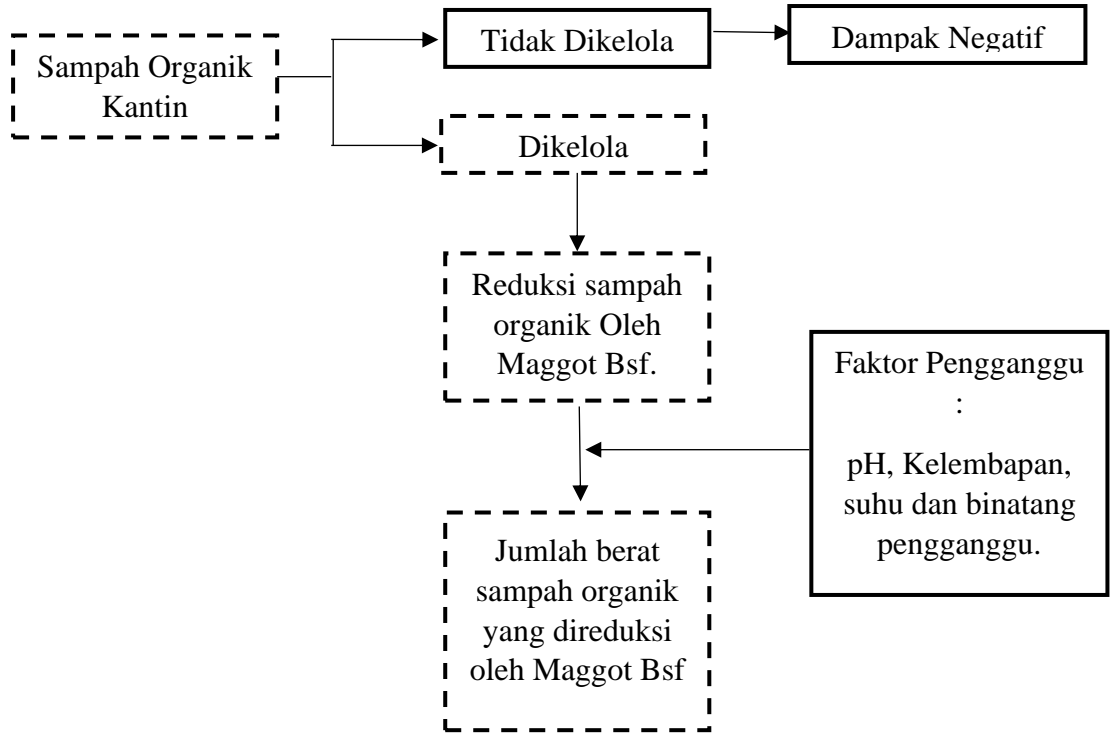 Sampah Organik
Kantin
Tidak Dikelola
Dampak Negatif
Dikelola
Reduksi sampah
organik Oleh
Maggot Bsf.
Faktor Pengganggu
:
pH, Kelembapan,
suhu dan binatang
pengganggu.
Jumlah berat
sampah organik
yang direduksi
oleh Maggot Bsf